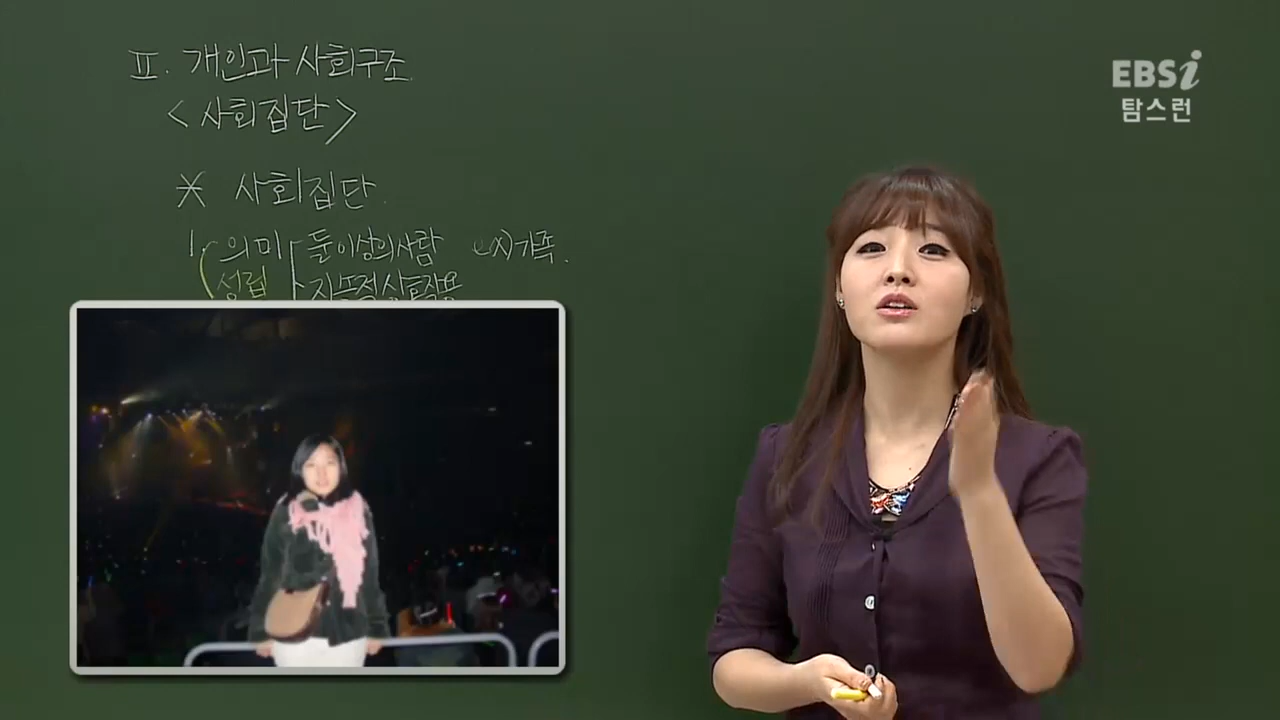 Ⅱ. 개인과 사회구조.
<사회집단>
* 사회집단.
1. 의미 둘 이상의 사람 ex) 가족.
성립 지속적 상호작용
EBSi
탐스런